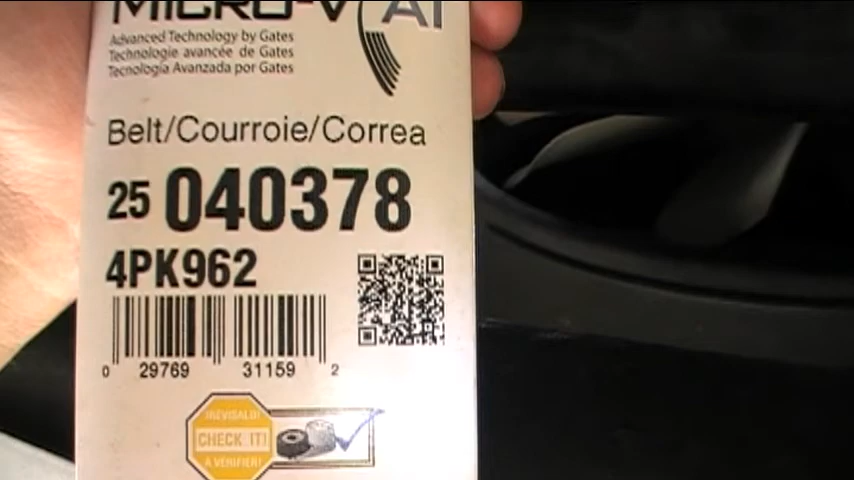 MICRO-V AT
Advanced Technology by Gates
Technologie avancée de Gates
Tecnología Avanzada por Gates
Belt/Courroie/Correa
25 040378
4PK962
0 29769 31159 2
¡REVISALO!
CHECK IT!
A VERIFIER!